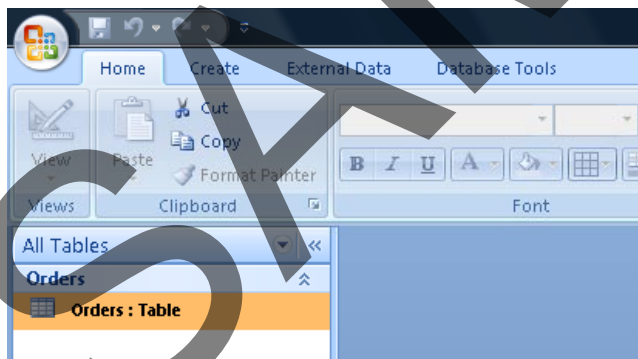 Home Create External Data Database Tools
Cut
Copy
View Paste Format Painter
B I U A
Views Clipboard Font
All Tables
Orders
Orders : Table